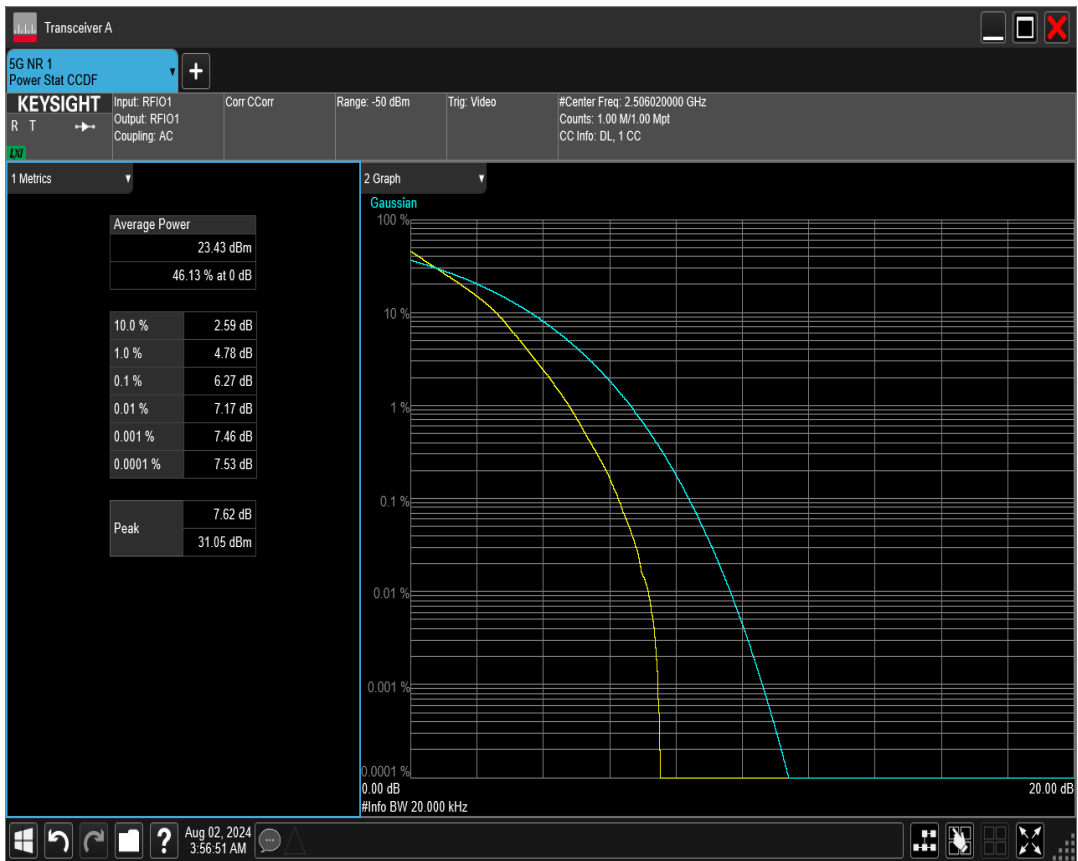 Transceiver A
5G NR 1
Power Stat CCDF
KEYSIGHT
R T
LXI
Input: RFIO1
Output: RFIO1
Coupling: AC
Corr CCorr
Range: -50 dBm
Trig: Video
#Center Freq: 2.506020000 GHz
Counts: 1.00 M/1.00 Mpt
CC Info: DL, 1 CC
1 Metrics
Average Power
23.43 dBm
46.13 % at 0 dB
10.0 % 2.59 dB
1.0 % 4.78 dB
0.1 % 6.27 dB
0.01 % 7.17 dB
0.001 % 7.46 dB
0.0001 % 7.53 dB
Peak 7.62 dB
31.05 dBm
2 Graph
Gaussian
100 %
10 %
1 %
0.1 %
0.01 %
0.001 %
0.0001 %
0.00 dB 20.00 dB
#Info BW 20.000 kHz
Aug 02, 2024
3:56:51 AM